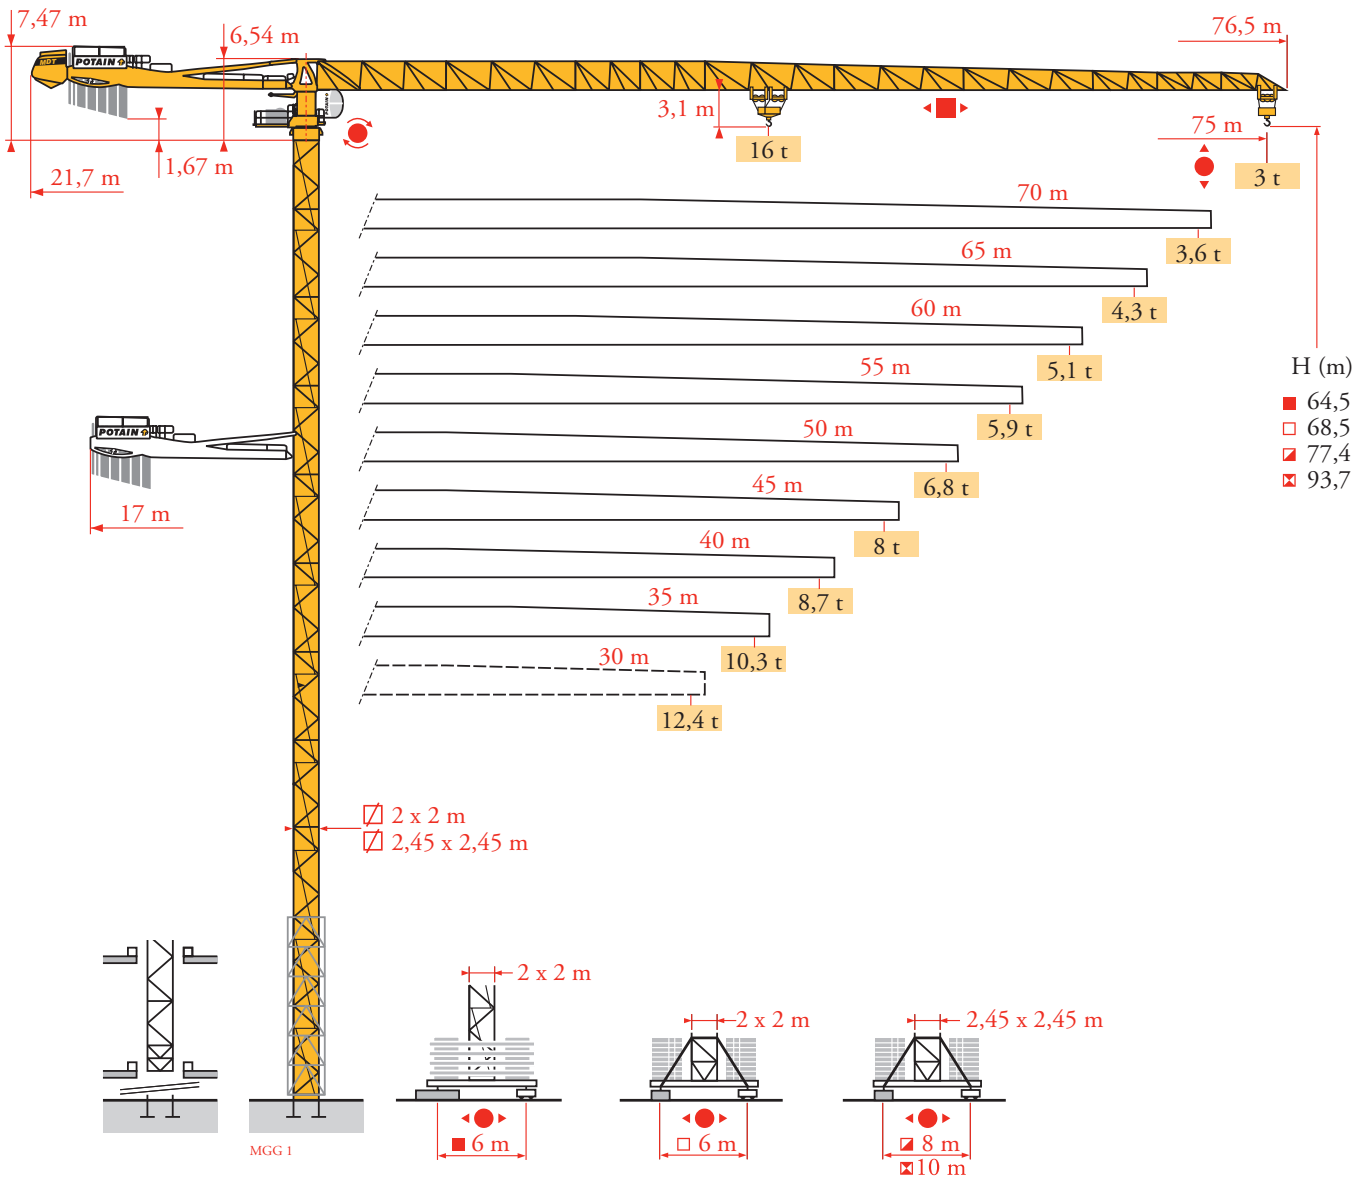 7,47 m
6,54 m
76,5 m
MDT
POTAIN
POTAIN
3,1 m
16 t
75 m
3 t
1,67 m
21,7 m
70 m
3,6 t
65 m
4,3 t
60 m
5,1 t
H (m)
64,5
68,5
77,4
93,7
55 m
5,9 t
50 m
6,8 t
POTAIN
17 m
45 m
8 t
40 m
8,7 t
35 m
10,3 t
30 m
12,4 t
2 x 2 m
2,45 x 2,45 m
2 x 2 m
2 x 2 m
2,45 x 2,45 m
MGG 1
6 m
6 m
8 m
10 m